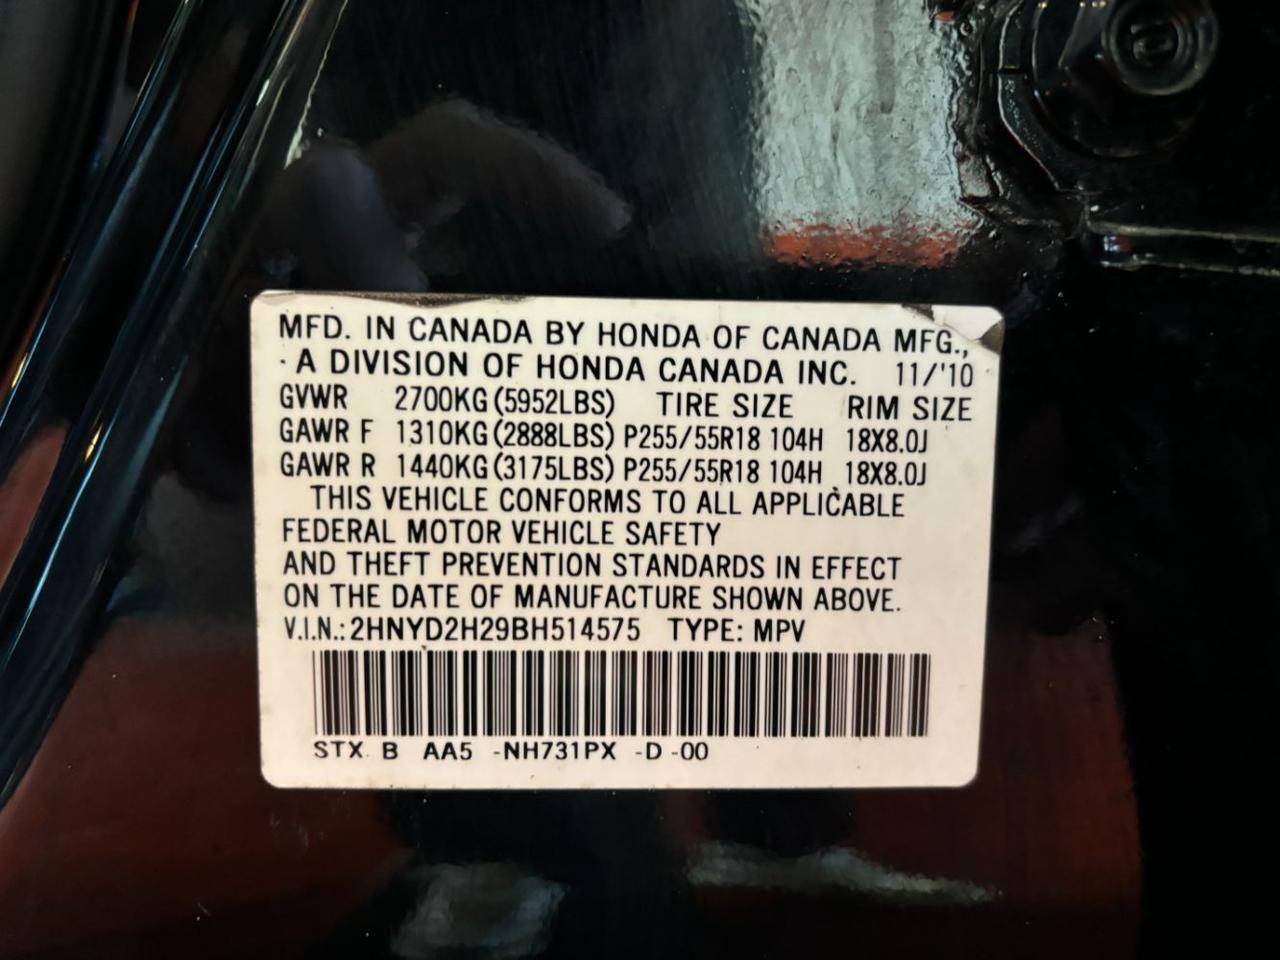 MFD. IN CANADA BY HONDA OF CANADA MFG.,
A DIVISION OF HONDA CANADA INC. 11/'10
GVWR 2700KG (5952LBS) TIRE SIZE RIM SIZE
GAWR F 1310KG (2888LBS) P255/55R18 104H 18X8.0J
GAWR R 1440KG (3175LBS) P255/55R18 104H 18X8.0J
THIS VEHICLE CONFORMS TO ALL APPLICABLE
FEDERAL MOTOR VEHICLE SAFETY
AND THEFT PREVENTION STANDARDS IN EFFECT
ON THE DATE OF MANUFACTURE SHOWN ABOVE.
V.I.N.: 2HNYD2H29BH514575 TYPE: MPV
STX B AA5 -NH731PX -D -00